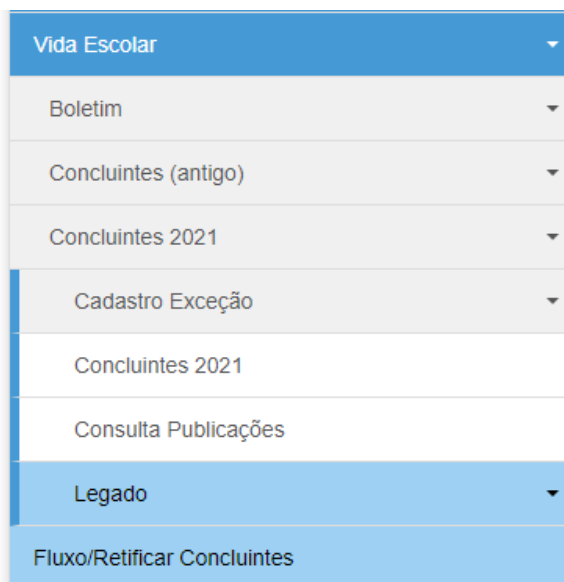 Vida Escolar
Boletim
Concluintes (antigo)
Concluintes 2021
Cadastro Exceção
Concluintes 2021
Consulta Publicações
Legado
Fluxo/Retificar Concluintes